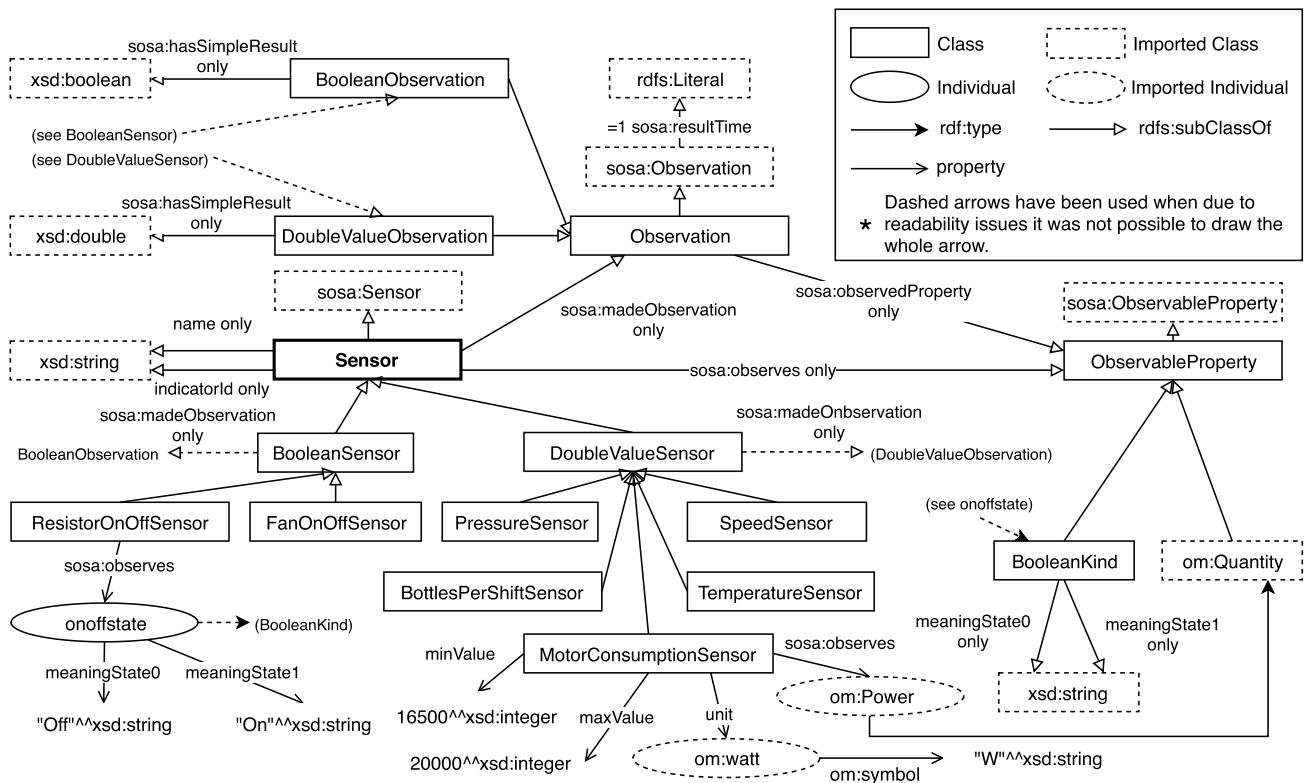 sosa:hasSimpleResult
only
xsd:boolean
BooleanObservation
rdfs:Literal
(see BooleanSensor)
(see DoubleValueSensor)
=1 sosa:resultTime
sosa:Observation
sosa:hasSimpleResult
only
xsd:double
DoubleValueObservation
Observation
Class
Imported Class
Individual
Imported Individual
rdf:type
rdfs:subClassOf
property
* Dashed arrows have been used when due to
readability issues it was not possible to draw the
whole arrow.
sosa:Sensor
sosa:madeObservation
only
sosa:observedProperty
only
sosa:ObservableProperty
name only
xsd:string
Sensor
indicatorId only
sosa:observes only
ObservableProperty
sosa:madeObservation
only
BooleanObservation
BooleanSensor
DoubleValueSensor
sosa:madeOnbservation
only
(DoubleValueObservation)
ResistorOnOffSensor
FanOnOffSensor
PressureSensor
SpeedSensor
(see onoffstate)
BooleanKind
om:Quantity
sosa:observes
BottlesPerShiftSensor
TemperatureSensor
onoffstate
(BooleanKind)
meaningState0
only
meaningState1
only
xsd:string
meaningState0
meaningState1
"Off"^^xsd:string
"On"^^xsd:string
minValue
MotorConsumptionSensor
sosa:observes
om:Power
16500^^xsd:integer
maxValue
unit
20000^^xsd:integer
om:watt
om:symbol
"W"^^xsd:string